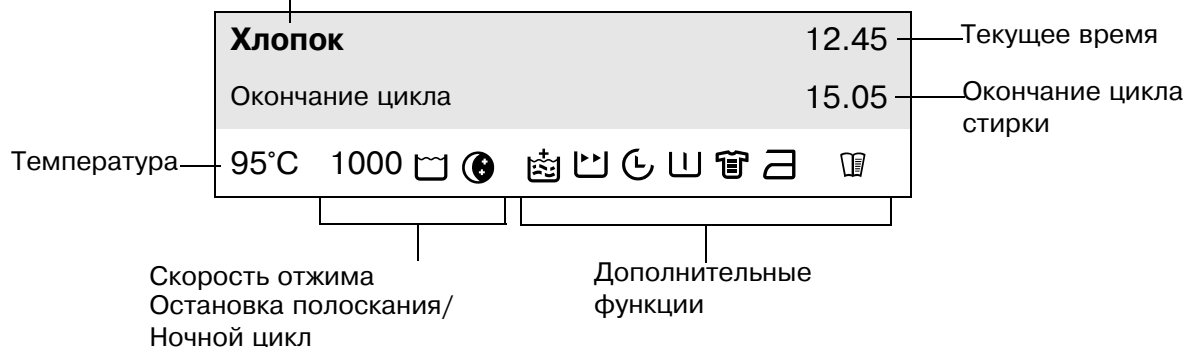 Хлопок 12.45 Текущее время
Окончание цикла 15.05 Окончание цикла
стирки
Температура 95°C 1000
Скорость отжима
Остановка полоскания/
Ночной цикл
Дополнительные
функции